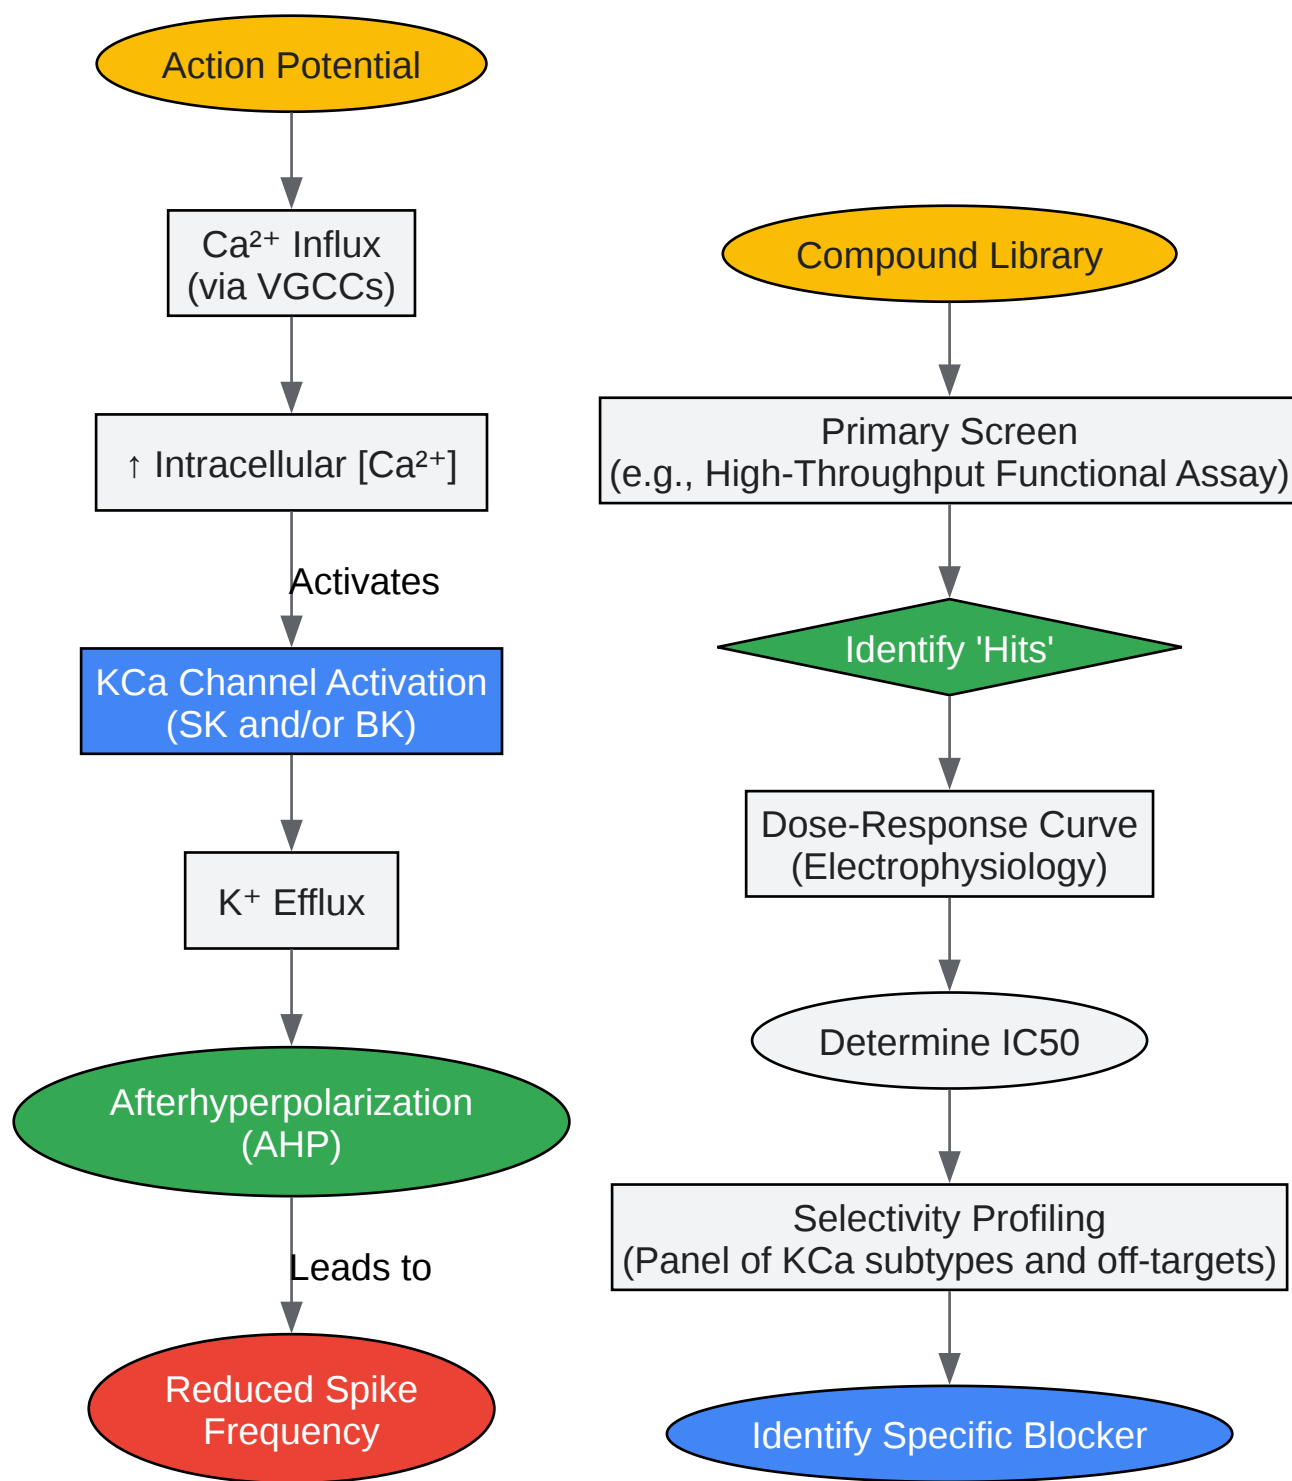 Action Potential
Ca²⁺ Influx
(via VGCCs)
↑ Intracellular [Ca²⁺]
Activates
KCa Channel Activation
(SK and/or BK)
K⁺ Efflux
Afterhyperpolarization
(AHP)
Leads to
Reduced Spike
Frequency
Compound Library
Primary Screen
(e.g., High-Throughput Functional Assay)
Identify 'Hits'
Dose-Response Curve
(Electrophysiology)
Determine IC50
Selectivity Profiling
(Panel of KCa subtypes and off-targets)
Identify Specific Blocker